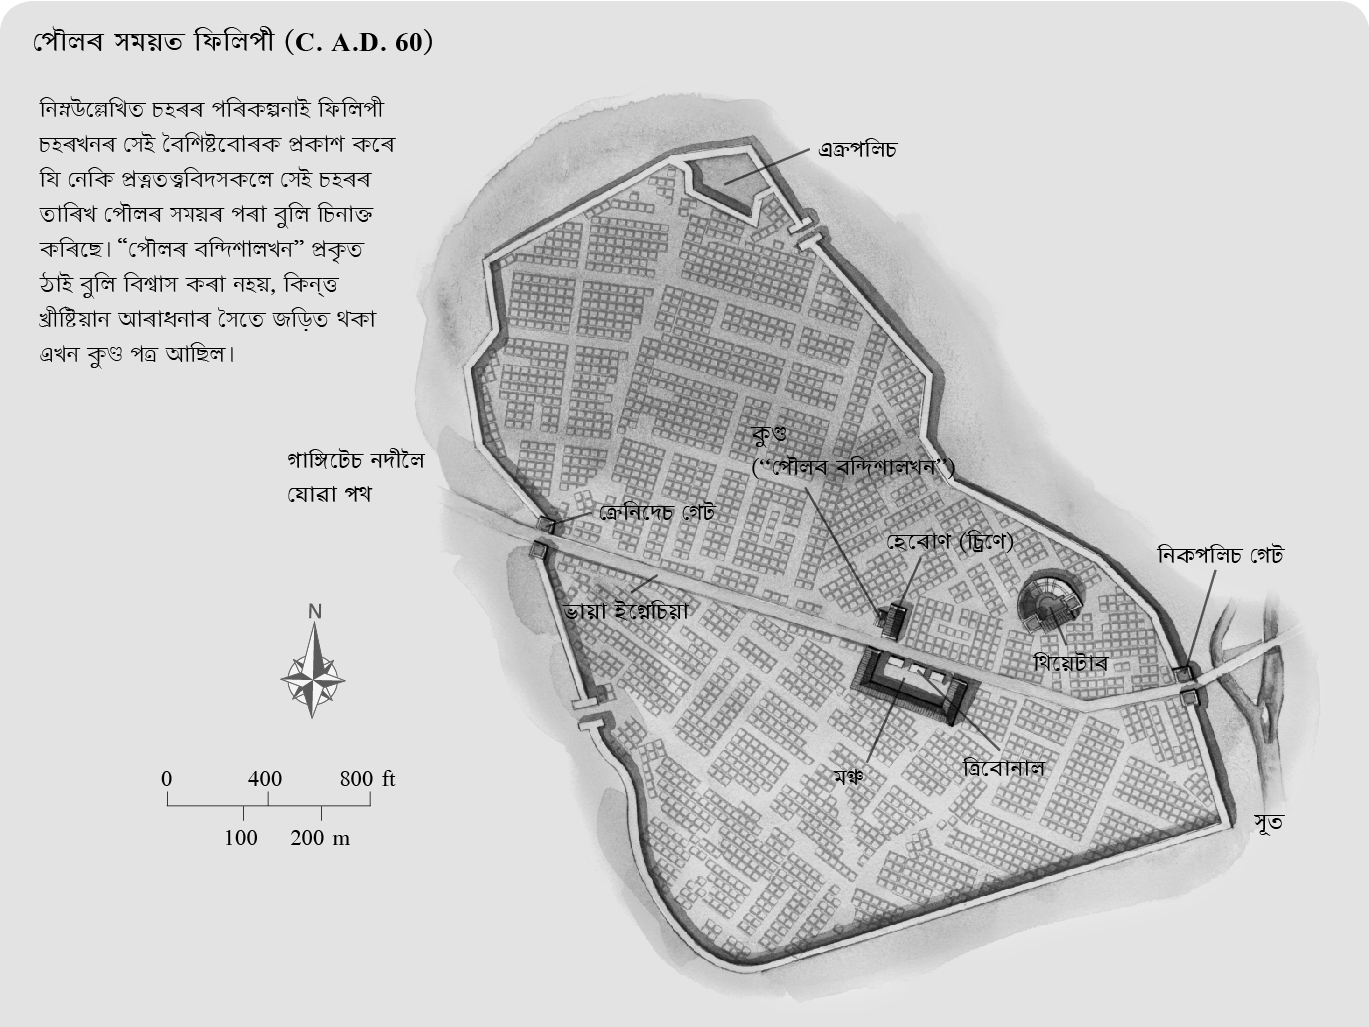 পৌলৰ সময়ত ফিলিপী (C. A.D. 60)
নিম্নউল্লেখিত চহৰৰ পৰিকল্পনাই ফিলিপী
চহৰখনৰ সেই বৈশিষ্টবোৰক প্ৰকাশ কৰে
যি নেকি প্ৰত্নতত্ত্ববিদসকলে সেই চহৰৰ
তাৰিখ পৌলৰ সময়ৰ পৰা বুলি চিনাক্ত
কৰিছে। “পৌলৰ বন্দিশালখন” প্ৰকৃত
ঠাই বুলি বিশ্বাস কৰা নহয়, কিন্ত্ত
খ্ৰীষ্টিয়ান আৰাধনাৰ সৈতে জড়িত থকা
এখন কুণ্ড পত্ৰ আছিল।
এক্ৰপলিচ
কুণ্ড
(“পৌলৰ বন্দিশালখন”)
গাঙ্গিটেচ নদীলৈ
যোৱা পথ
ক্ৰেনিদেচ গেট
হেৰোণ (চ্ৰিণে)
নিকপলিচ গেট
ভায়া ইগ্নেচিয়া
থিয়েটাৰ
মঞ্চ
ত্ৰিবোনাল
সূত
N
0 400 800 ft
100 200 m